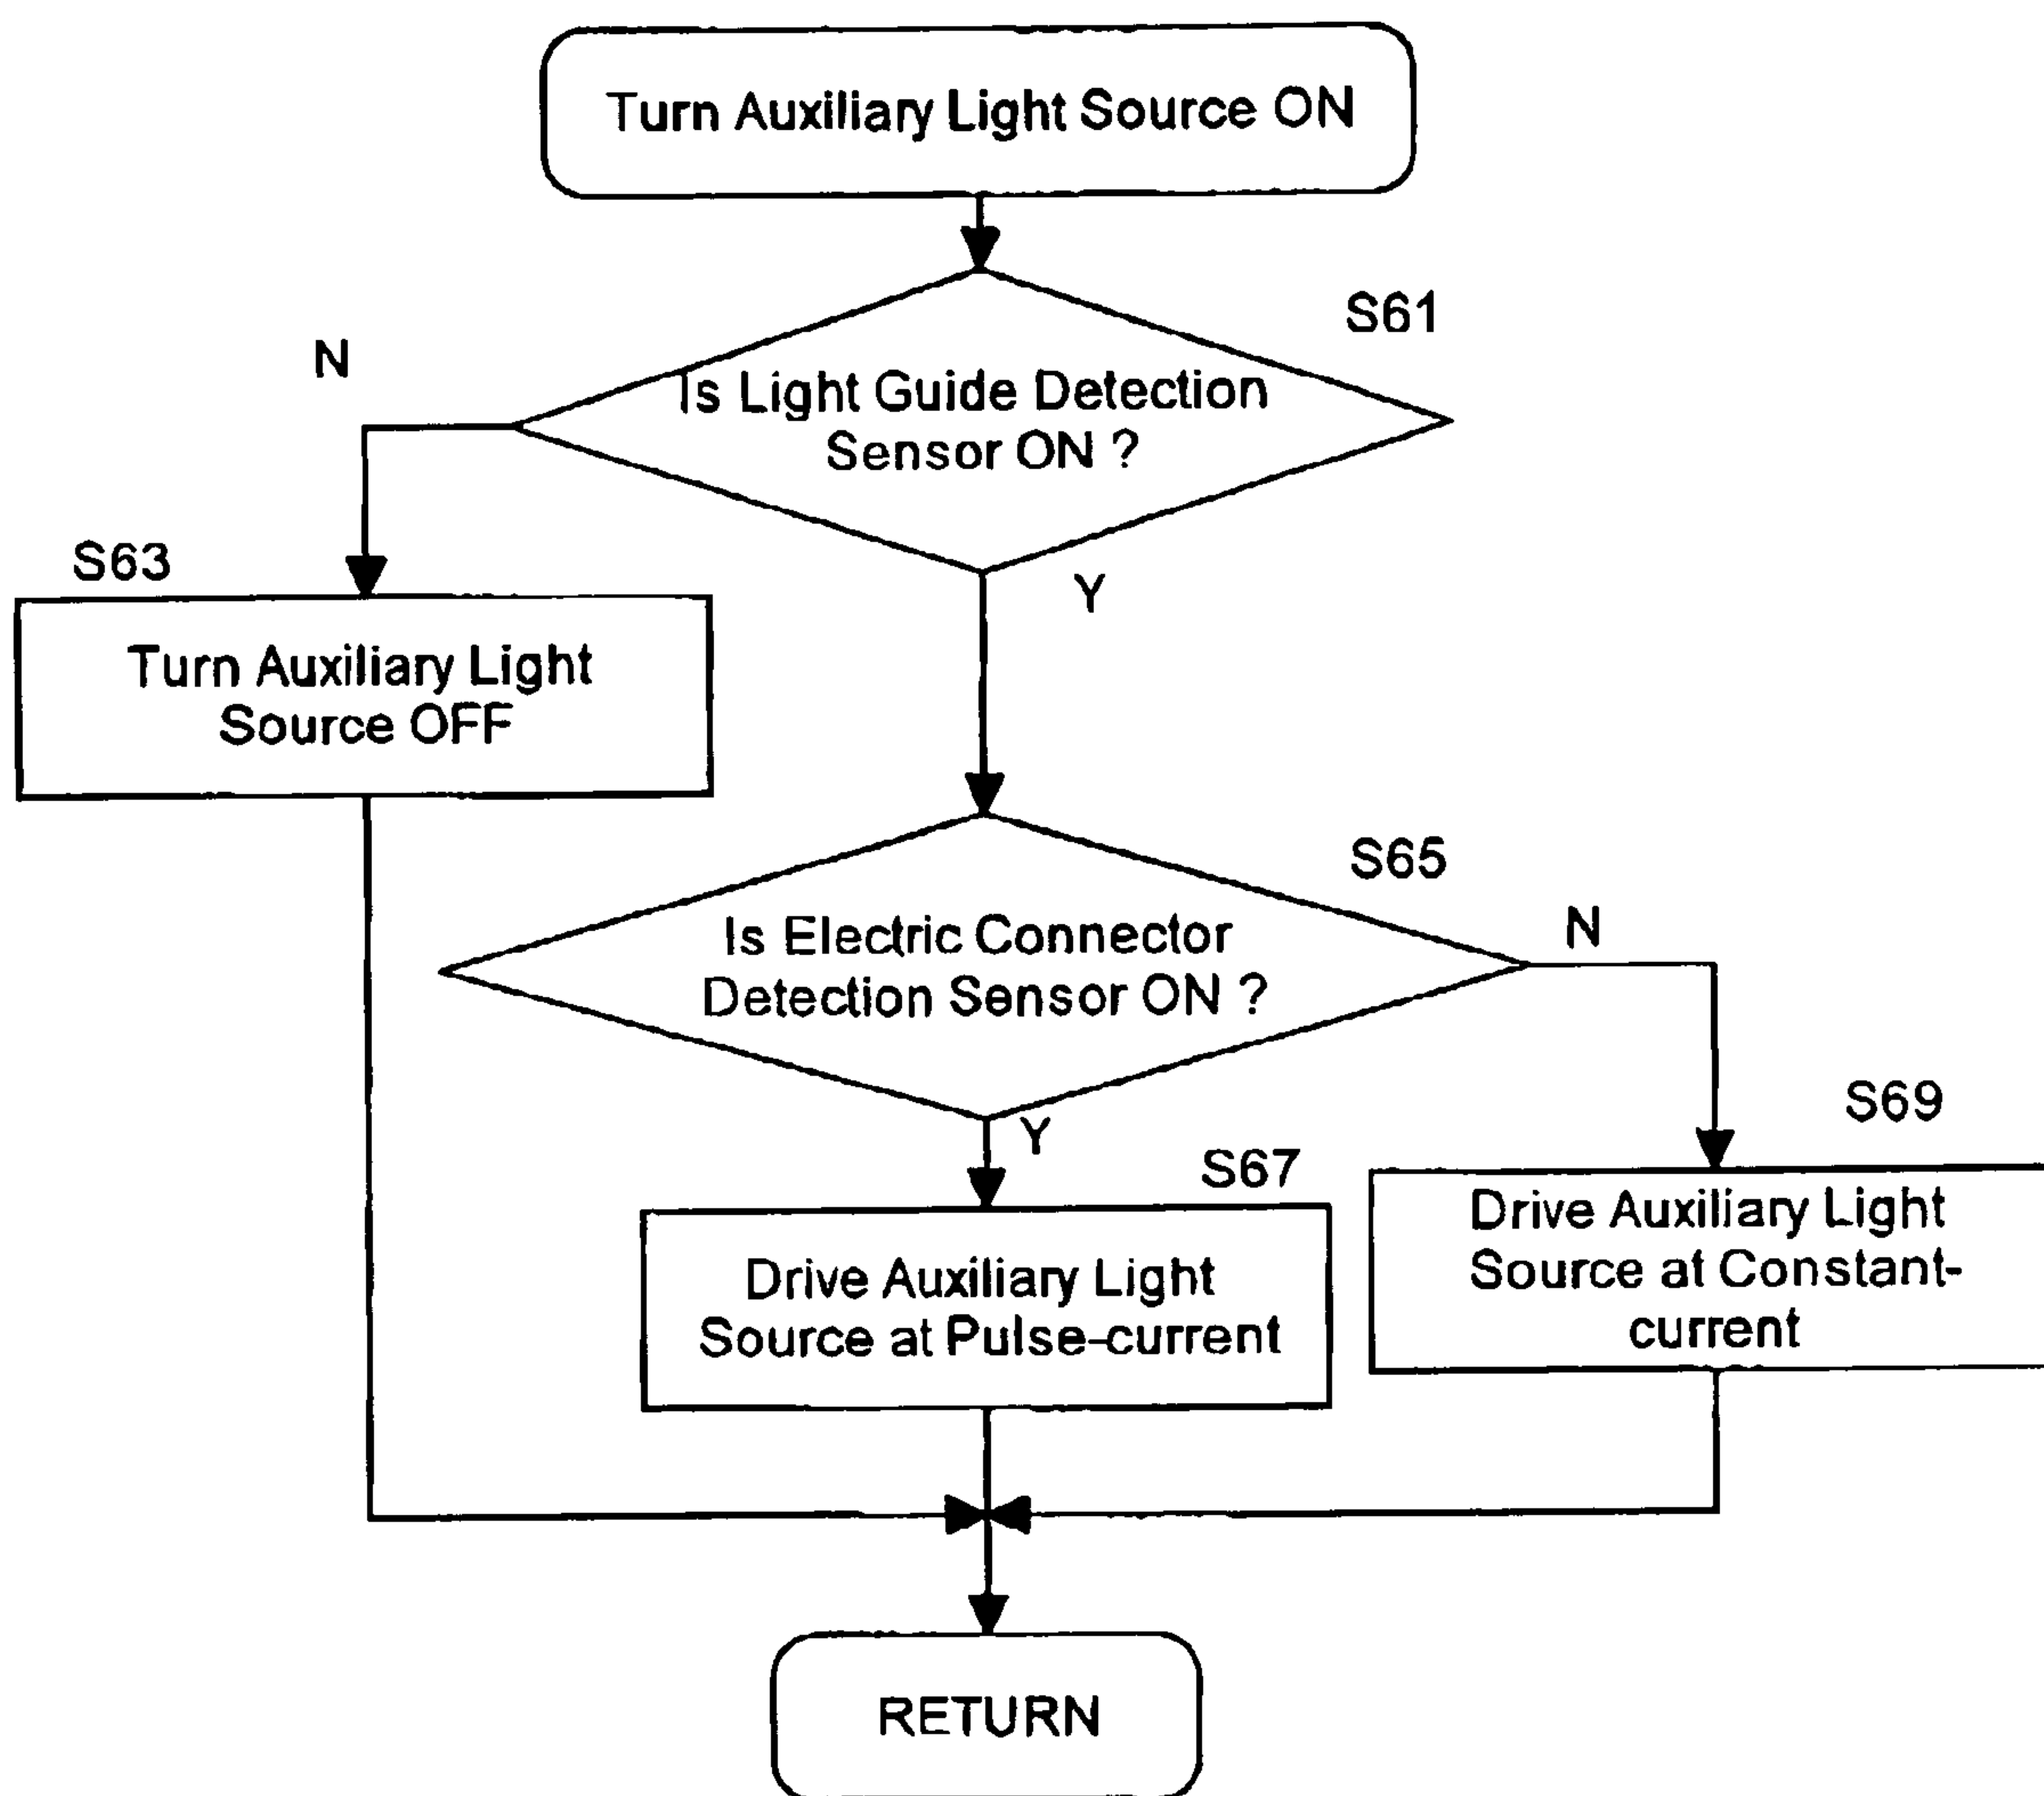 Turn Auxiliary Light Source ON
S61
N
Is Light Guide Detection
Sensor ON ?
Y
S63
Turn Auxiliary Light
Source OFF
S65
Is Electric Connector
Detection Sensor ON ?
N
Y
S67
Drive Auxiliary Light
Source at Pulse-current
S69
Drive Auxiliary Light
Source at Constant-
current
RETURN